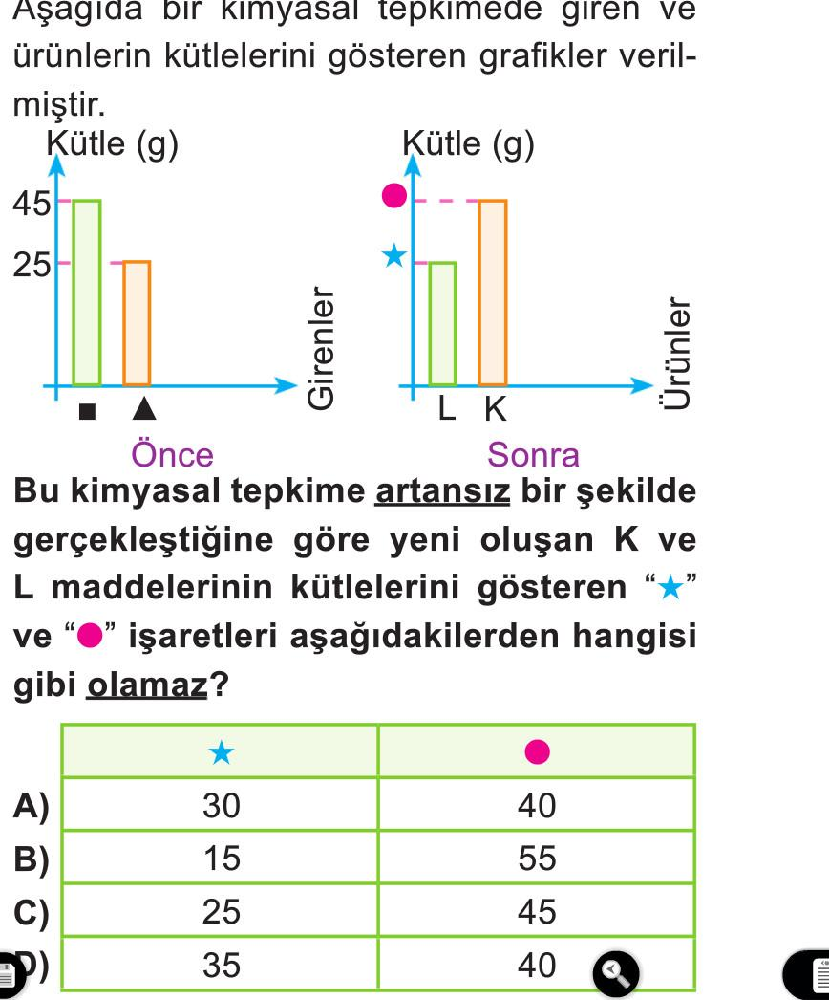 Aşağıda bir kimyasal tepkimede giren ve
ürünlerin kütlelerini gösteren grafikler veril-
miştir.
Kütle (g)
45
25
Girenler
■ ▲
Önce
Kütle (g)
● 
★
Ürünler
L K
Sonra
Bu kimyasal tepkime artansız bir şekilde
gerçekleştiğine göre yeni oluşan K ve
L maddelerinin kütlelerini gösteren “★”
ve “●” işaretleri aşağıdakilerden hangisi
gibi olamaz?
★ ●
A) 30 40
B) 15 55
C) 25 45
D) 35 40